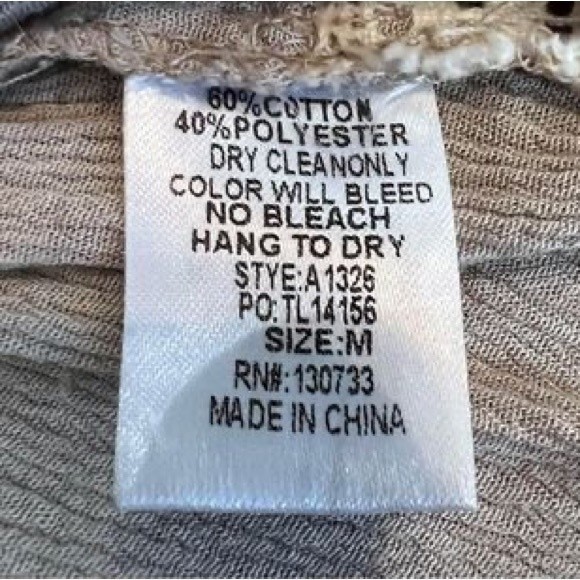 60%COTTON
40%POLYESTER
DRY CLEANONLY
COLOR WILL BLEED
NO BLEACH
HANG TO DRY
STYE:A1326
PO:TL14156
SIZE:M
RN#:130733
MADE IN CHINA